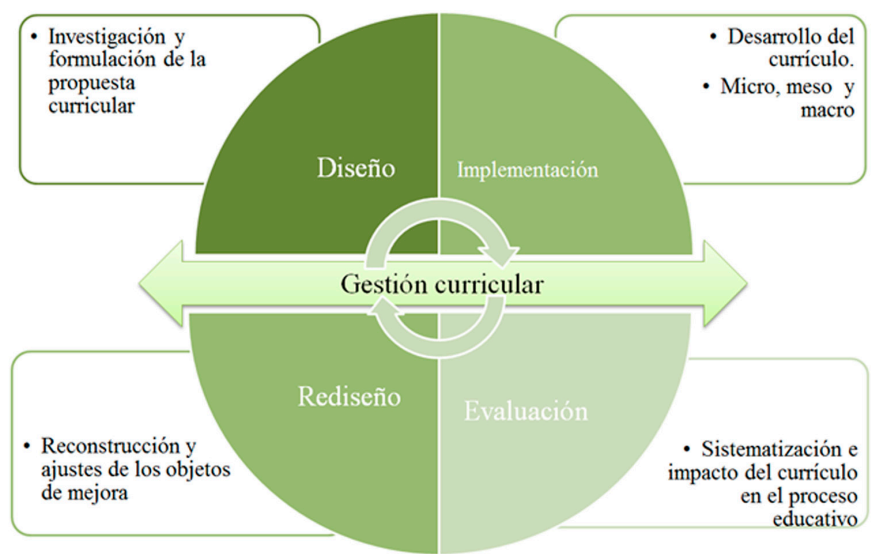 • Investigación y
formulación de la
propuesta
curricular
• Desarrollo del
currículo.
• Micro, meso y
macro
Diseño
Implementación
Gestión curricular
Rediseño
Evaluación
• Reconstrucción y
ajustes de los objetos
de mejora
• Sistematización e
impacto del currículo
en el proceso
educativo